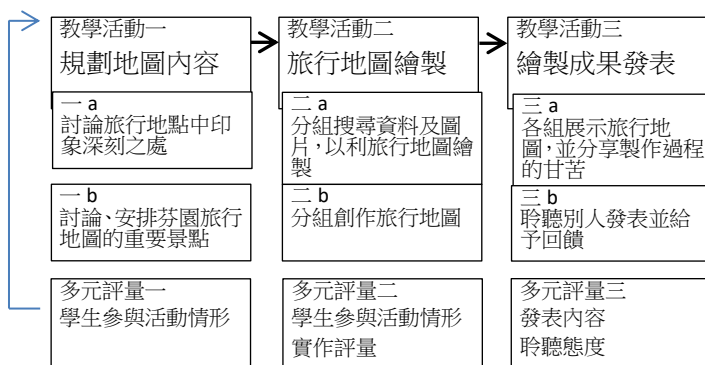 教學活動一
規劃地圖內容
教學活動二
旅行地圖繪製
教學活動三
繪製成果發表
一 a
討論旅行地點中印
象深刻之處
二 a
分組搜尋資料及圖
片，以利旅行地圖繪
製
三 a
各組展示旅行地
圖，並分享製作過程
的甘苦
一 b
討論、安排芬園旅行
地圖的重要景點
二 b
分組創作旅行地圖
三 b
聆聽別人發表並給
予回饋
多元評量一
學生參與活動情形
多元評量二
學生參與活動情形
實作評量
多元評量三
發表內容
聆聽態度